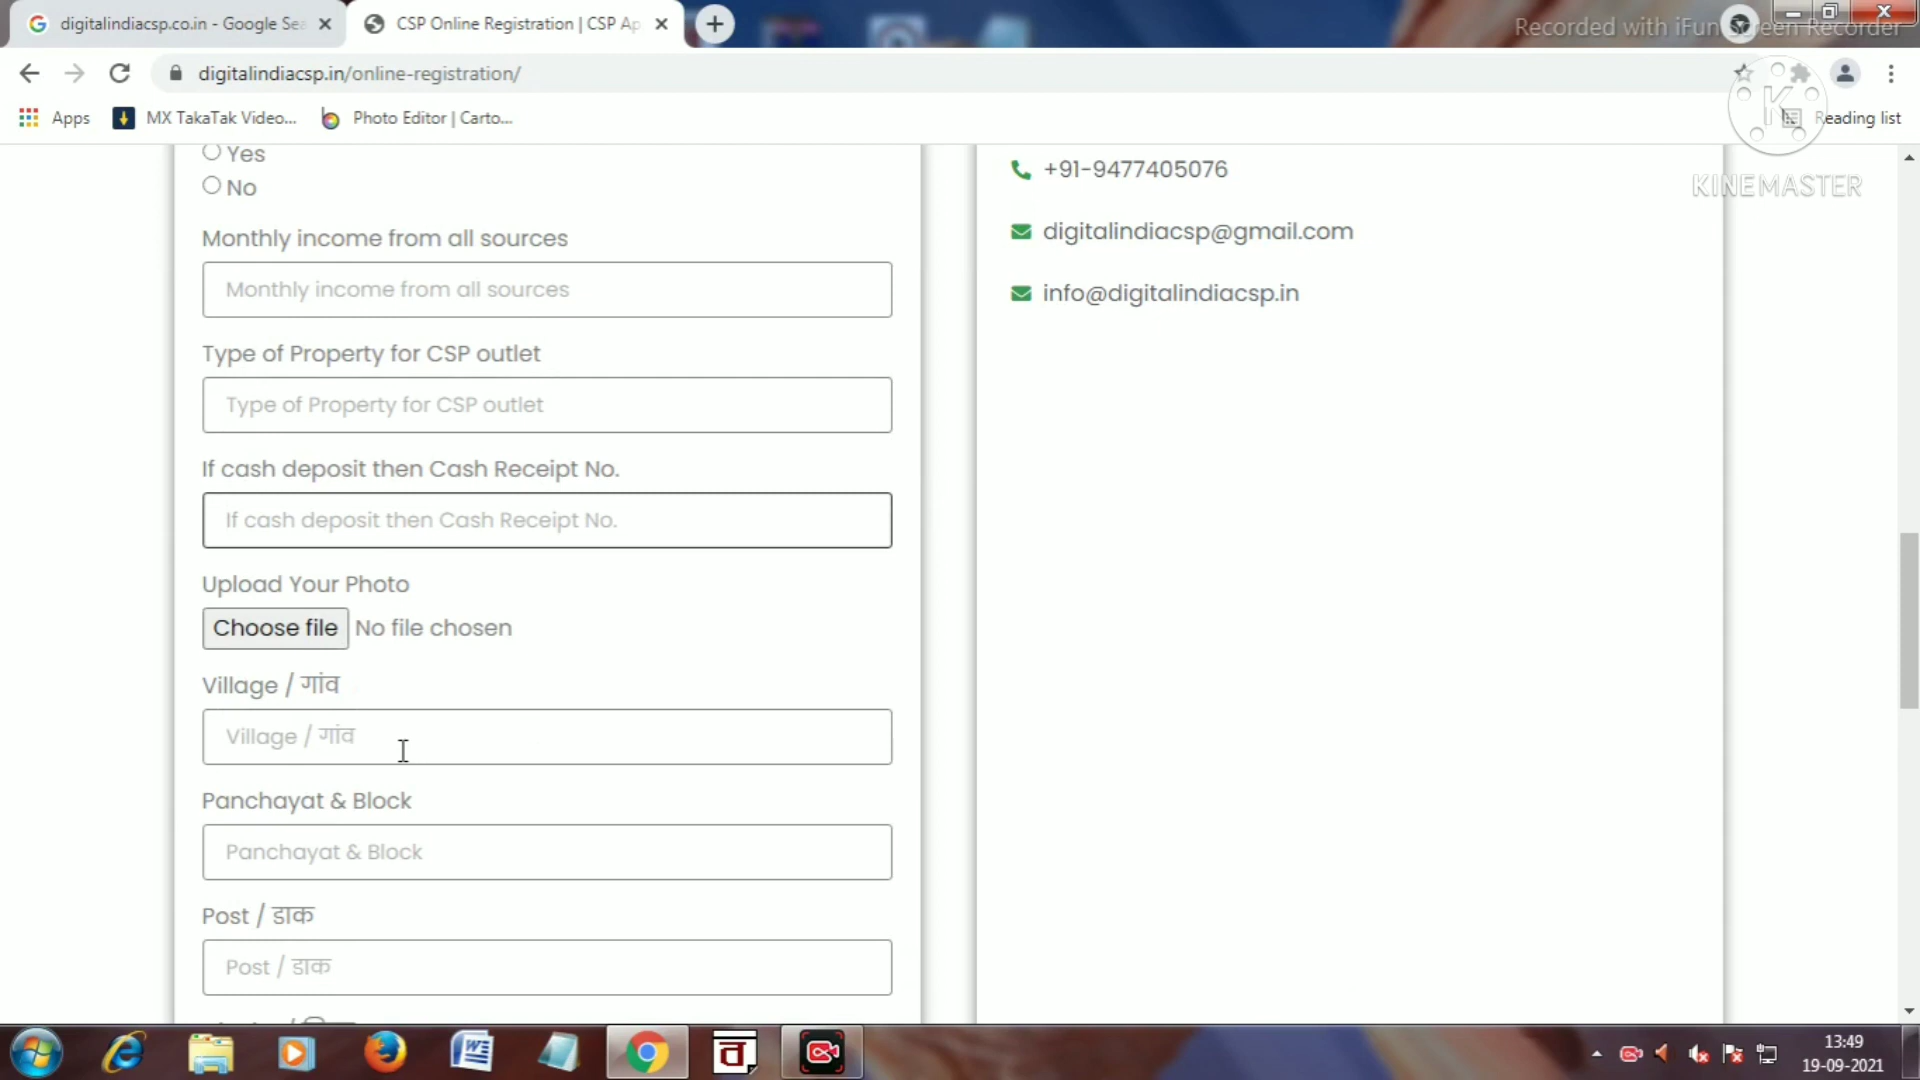 digitalindiacsp.co.in - Google Sea
CSP Online Registration | CSP Ap
Recorded with iFun Screen Recorder
digitalindiacsp.in/online-registration/
Apps
MX TakaTak Video...
Photo Editor | Carto...
Reading list
K
KINEMASTER
Yes
No
Monthly income from all sources
Monthly income from all sources
Type of Property for CSP outlet
Type of Property for CSP outlet
If cash deposit then Cash Receipt No.
If cash deposit then Cash Receipt No.
Upload Your Photo
Choose file No file chosen
Village / गांव
Village / गांव
Panchayat & Block
Panchayat & Block
Post / डाक
Post / डाक
+91-9477405076
digitalindiacsp@gmail.com
info@digitalindiacsp.in
13:49
19-09-2021